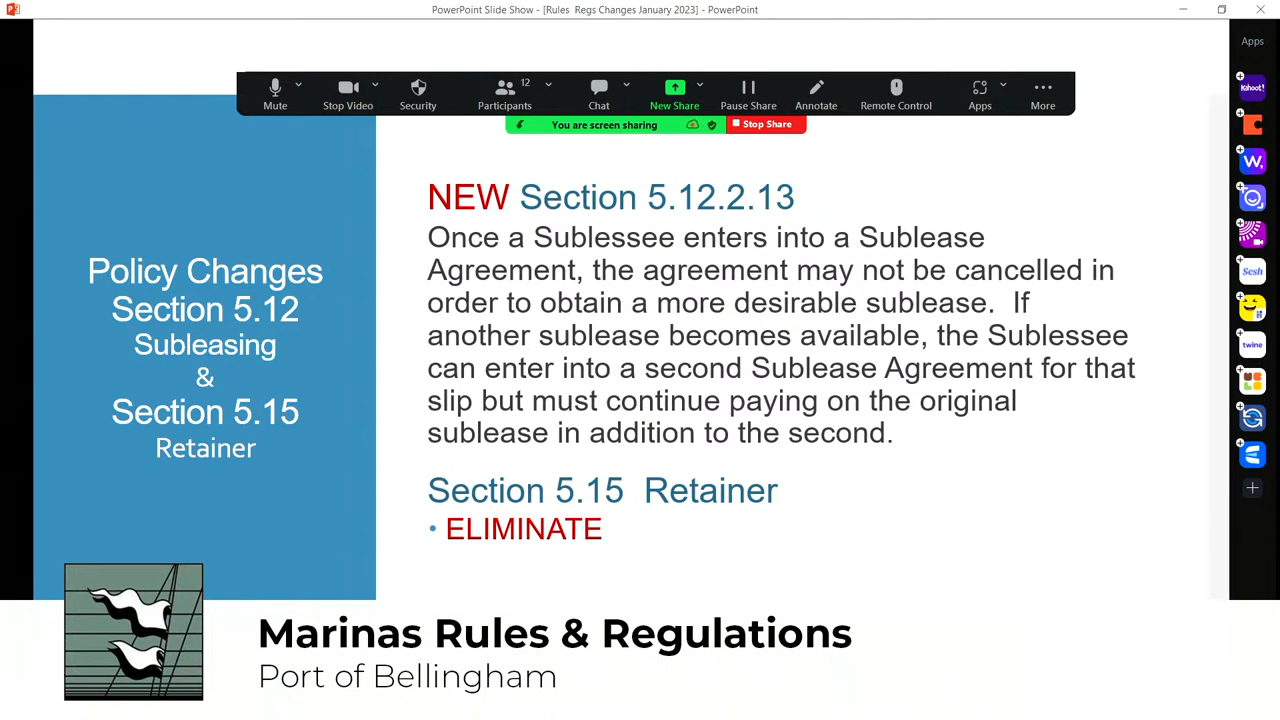 PowerPoint Slide Show - [Rules  Regs Changes January 2023] - PowerPoint
Apps
Mute
Stop Video
Security
12
Participants
Chat
New Share
Pause Share
Annotate
Remote Control
Apps
More
You are screen sharing
Stop Share
Kahoot!
W,
Sesh
twine
Policy Changes
Section 5.12
Subleasing
&
Section 5.15
Retainer
NEW Section 5.12.2.13
Once a Sublessee enters into a Sublease
Agreement, the agreement may not be cancelled in
order to obtain a more desirable sublease.  If
another sublease becomes available, the Sublessee
can enter into a second Sublease Agreement for that
slip but must continue paying on the original
sublease in addition to the second.
Section 5.15  Retainer
• ELIMINATE
Marinas Rules & Regulations
Port of Bellingham